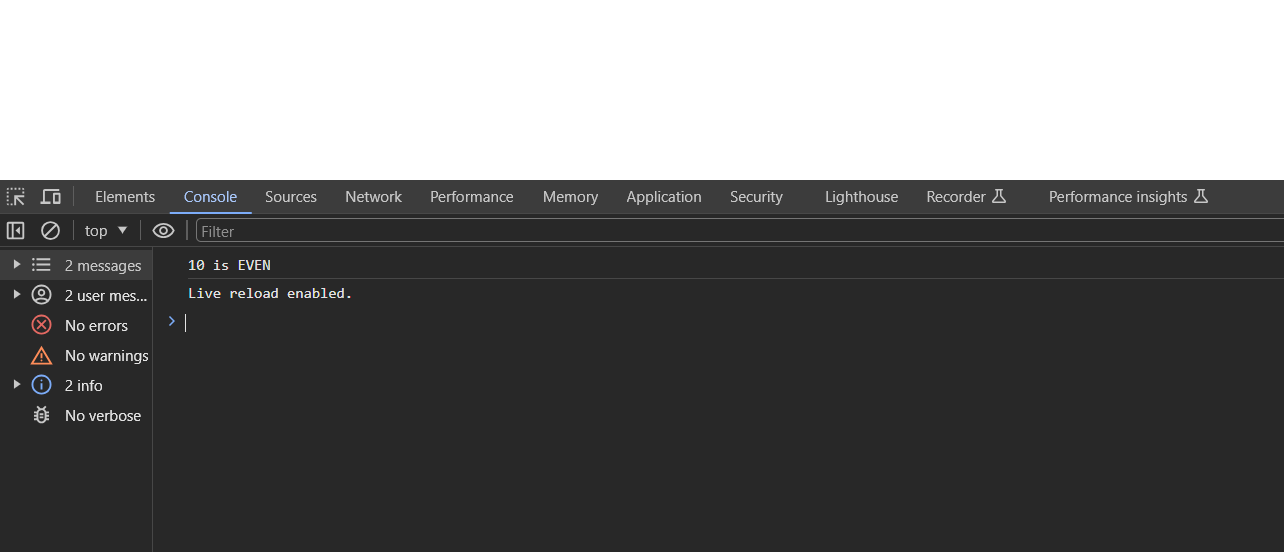 Elements Console Sources Network Performance Memory Application Security Lighthouse Recorder Performance insights
top Filter
2 messages
2 user mes...
No errors
No warnings
2 info
No verbose
10 is EVEN
Live reload enabled.